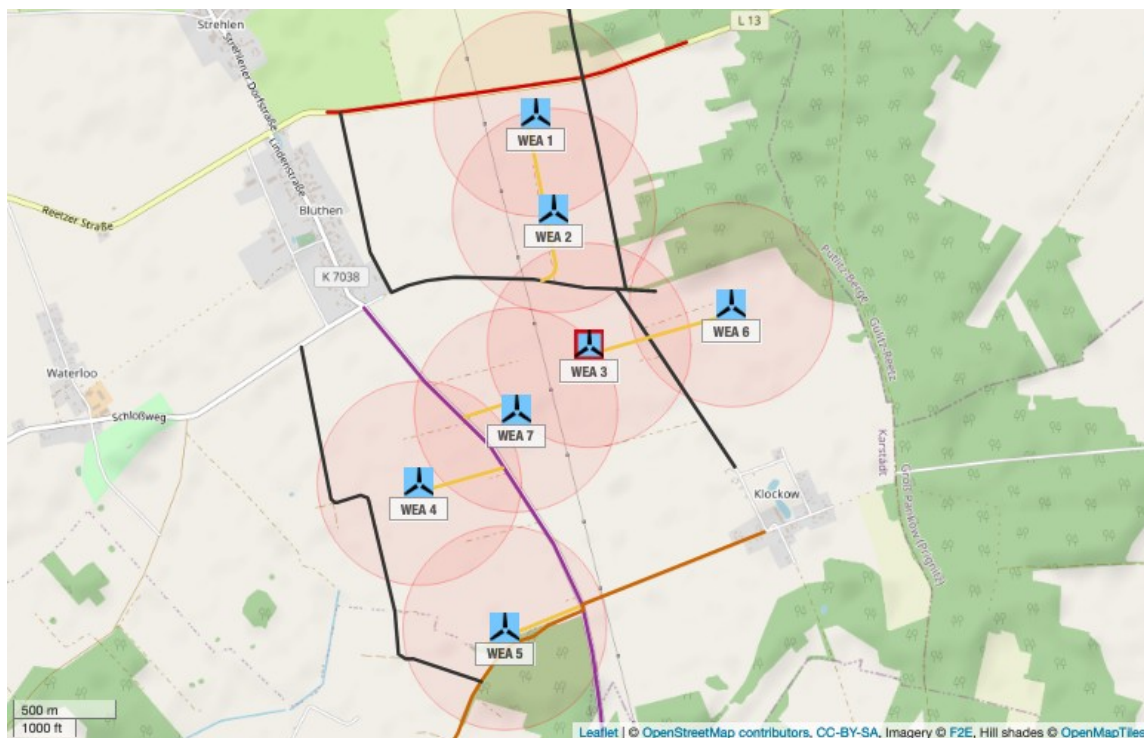 Strehlen
L 13
Strehlener Dorfstraße
WEA 1
Lindenstraße
Reetzer Straße
Blüthen
WEA 2
K 7038
Putlitz-Berge
Gülitz-Reetz
WEA 6
WEA 3
Waterloo
Schloßweg
WEA 7
Karstädt
Groß Pankow (Prignitz)
WEA 4
Klockow
WEA 5
500 m
1000 ft
Leaflet | © OpenStreetMap contributors, CC-BY-SA, Imagery © F2E, Hill shades © OpenMapTiles